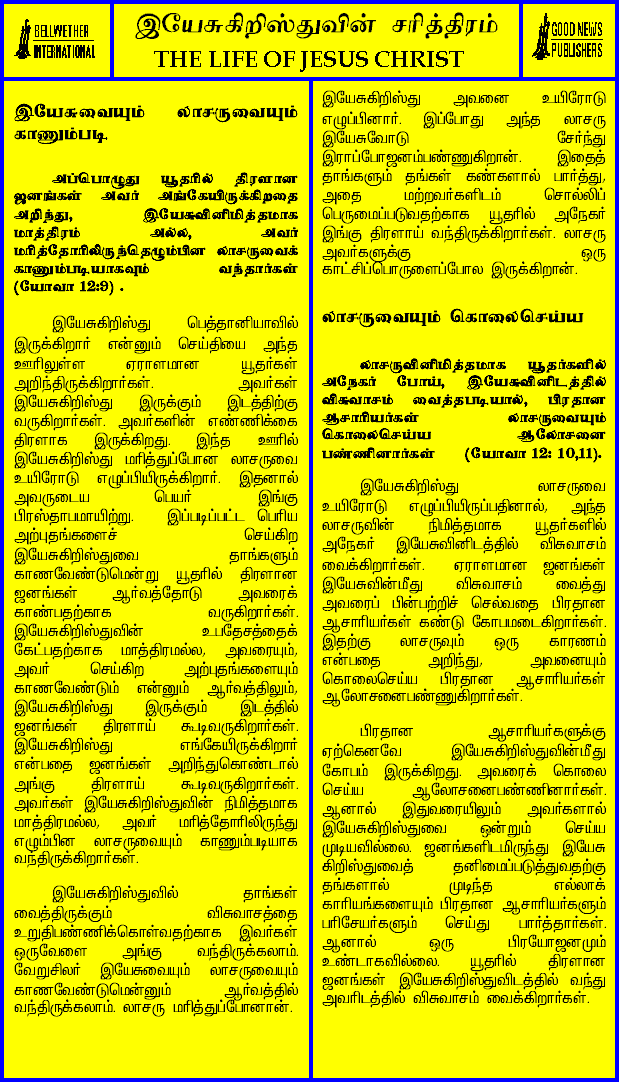 BELLWETHER
INTERNATIONAL
இயேசுகிறிஸ்துவின் சரித்திரம்
THE LIFE OF JESUS CHRIST
GOOD NEWS
PUBLISHERS
இயேசுவையும் லாசருவையும்
காணும்படி
அப்பொழுது யூதரில் திரளான
ஜனங்கள் அவர் அங்கேயிருக்கிறதை
அறிந்து, இயேசுவினிமித்தமாக
மாத்திரம் அல்ல, அவர்
மரித்தோரிலிருந்தெழும்பின லாசருவைக்
காணும்படியாகவும் வந்தார்கள்
(யோவா 12:9) .
இயேசுகிறிஸ்து பெத்தானியாவில்
இருக்கிறார் என்னும் செய்தியை அந்த
ஊரிலுள்ள ஏராளமான யூதர்கள்
அறிந்திருக்கிறார்கள். அவர்கள்
இயேசுகிறிஸ்து இருக்கும் இடத்திற்கு
வருகிறார்கள். அவர்களின் எண்ணிக்கை
திரளாக இருக்கிறது. இந்த ஊரில்
இயேசுகிறிஸ்து மரித்துப்போன லாசருவை
உயிரோடு எழுப்பியிருக்கிறார். இதனால்
அவருடைய பெயர் இங்கு
பிரஸ்தாபமாயிற்று. இப்படிப்பட்ட பெரிய
அற்புதங்களைச் செய்கிற
இயேசுகிறிஸ்துவை தாங்களும்
காணவேண்டுமென்று யூதரில் திரளான
ஜனங்கள் ஆர்வத்தோடு அவரைக்
காண்பதற்காக வருகிறார்கள்.
இயேசுகிறிஸ்துவின் உபதேசத்தைக்
கேட்பதற்காக மாத்திரமல்ல, அவரையும்,
அவர் செய்கிற அற்புதங்களையும்
காணவேண்டும் என்னும் ஆர்வத்திலும்,
இயேசுகிறிஸ்து இருக்கும் இடத்தில்
ஜனங்கள் திரளாய் கூடிவருகிறார்கள்.
இயேசுகிறிஸ்து எங்கேயிருக்கிறார்
என்பதை ஜனங்கள் அறிந்துகொண்டால்
அங்கு திரளாய் கூடிவருகிறார்கள்.
அவர்கள் இயேசுகிறிஸ்துவின் நிமித்தமாக
மாத்திரமல்ல, அவர் மரித்தோரிலிருந்து
எழும்பின லாசருவையும் காணும்படியாக
வந்திருக்கிறார்கள்.
இயேசுகிறிஸ்துவில் தாங்கள்
வைத்திருக்கும் விசுவாசத்தை
உறுதிபண்ணிக்கொள்வதற்காக இவர்கள்
ஒருவேளை அங்கு வந்திருக்கலாம்.
வேறுசிலர் இயேசுவையும் லாசருவையும்
காணவேண்டுமென்னும் ஆர்வத்தில்
வந்திருக்கலாம். லாசரு மரித்துப்போனான்.
இயேசுகிறிஸ்து அவனை உயிரோடு
எழுப்பினார். இப்போது அந்த லாசரு
இயேசுவோடு சேர்ந்து
இராப்போஜனம்பண்ணுகிறான். இதைத்
தாங்களும் தங்கள் கண்களால் பார்த்து,
அதை மற்றவர்களிடம் சொல்லிப்
பெருமைப்படுவதற்காக யூதரில் அநேகர்
இங்கு திரளாய் வந்திருக்கிறார்கள். லாசரு
அவர்களுக்கு ஒரு
காட்சிப்பொருளைப்போல இருக்கிறான்.
லாசருவையும் கொலைசெய்ய
லாசருவினிமித்தமாக யூதர்களில்
அநேகர் போய், இயேசுவினிடத்தில்
விசுவாசம் வைத்தபடியால், பிரதான
ஆசாரியர்கள் லாசருவையும்
கொலைசெய்ய ஆலோசனை
பண்ணினார்கள் (யோவா 12: 10,11).
இயேசுகிறிஸ்து லாசருவை
உயிரோடு எழுப்பியிருப்பதினால், அந்த
லாசருவின் நிமித்தமாக யூதர்களில்
அநேகர் இயேசுவினிடத்தில் விசுவாசம்
வைக்கிறார்கள். ஏராளமான ஜனங்கள்
இயேசுவின்மீது விசுவாசம் வைத்து
அவரைப் பின்பற்றிச் செல்வதை பிரதான
ஆசாரியர்கள் கண்டு கோபமடைகிறார்கள்.
இதற்கு லாசருவும் ஒரு காரணம்
என்பதை அறிந்து, அவனையும்
கொலைசெய்ய பிரதான ஆசாரியர்கள்
ஆலோசனைபண்ணுகிறார்கள்.
பிரதான ஆசாரியர்களுக்கு
ஏற்கெனவே இயேசுகிறிஸ்துவின்மீது
கோபம் இருக்கிறது. அவரைக் கொலை
செய்ய ஆலோசனைபண்ணினார்கள்.
ஆனால் இதுவரையிலும் அவர்களால்
இயேசுகிறிஸ்துவை ஒன்றும் செய்ய
முடியவில்லை. ஜனங்களிடமிருந்து இயேசு
கிறிஸ்துவைத் தனிமைப்படுத்துவதற்கு
தங்களால் முடிந்த எல்லாக்
காரியங்களையும் பிரதான ஆசாரியர்களும்
பரிசேயர்களும் செய்து பார்த்தார்கள்.
ஆனால் ஒரு பிரயோஜனமும்
உண்டாகவில்லை. யூதரில் திரளான
ஜனங்கள் இயேசுகிறிஸ்துவிடத்தில் வந்து
அவரிடத்தில் விசுவாசம் வைக்கிறார்கள்.